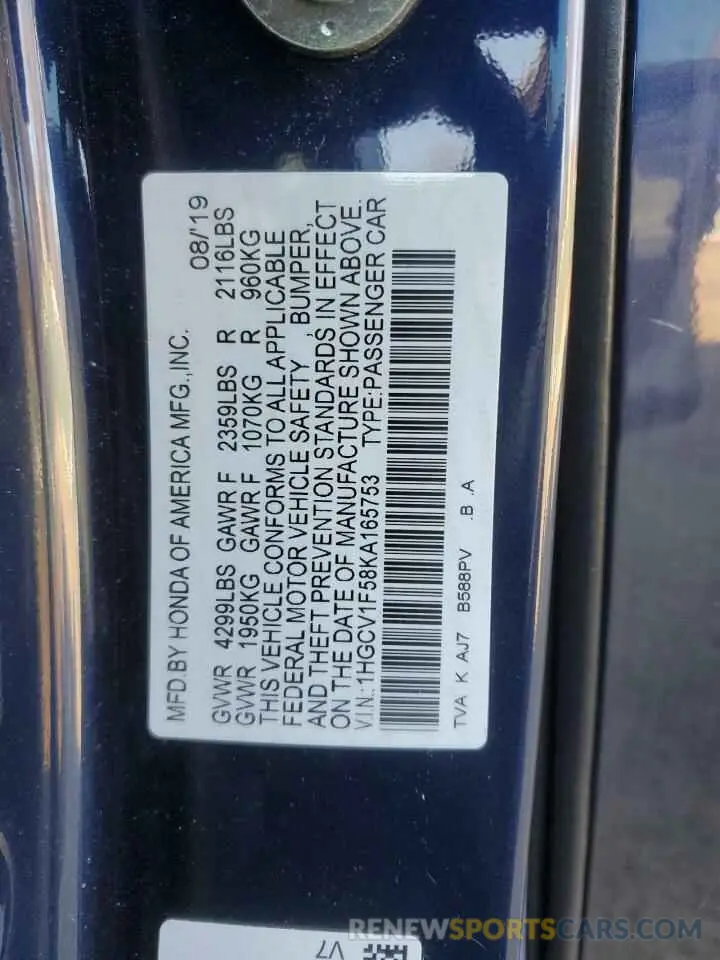 MFD.BY HONDA OF AMERICA MFG.,INC. 08/'19
GVWR 4299LBS GAWR F 2359LBS R 2116LBS
GVWR 1950KG GAWR F 1070KG R 960KG
THIS VEHICLE CONFORMS TO ALL APPLICABLE
FEDERAL MOTOR VEHICLE SAFETY , BUMPER,
AND THEFT PREVENTION STANDARDS IN EFFECT
ON THE DATE OF MANUFACTURE SHOWN ABOVE.
V.I.N.:1HGCV1F58KA165753 TYPE:PASSENGER CAR
TVA K AJ7 B588PV .B .A
V7
RENEWSPORTSCARS.COM